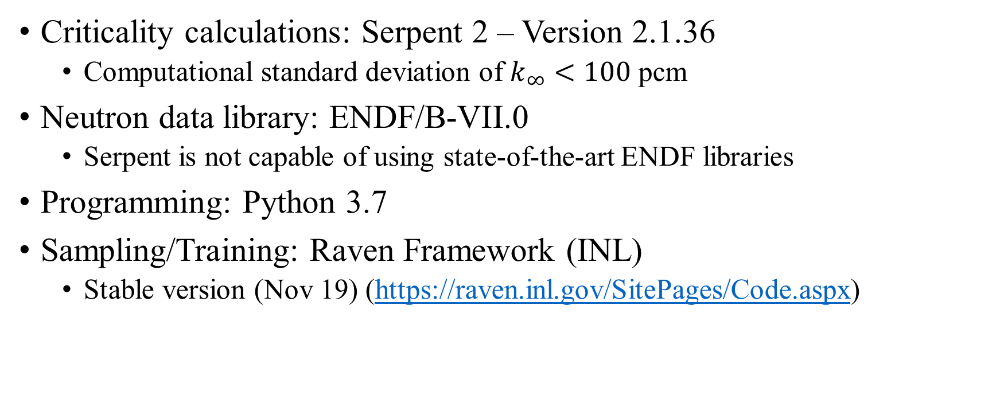 • Criticality calculations: Serpent 2 – Version 2.1.36
• Computational standard deviation of k∞ < 100 pcm
• Neutron data library: ENDF/B-VII.0
• Serpent is not capable of using state-of-the-art ENDF libraries
• Programming: Python 3.7
• Sampling/Training: Raven Framework (INL)
• Stable version (Nov 19) (https://raven.inl.gov/SitePages/Code.aspx)